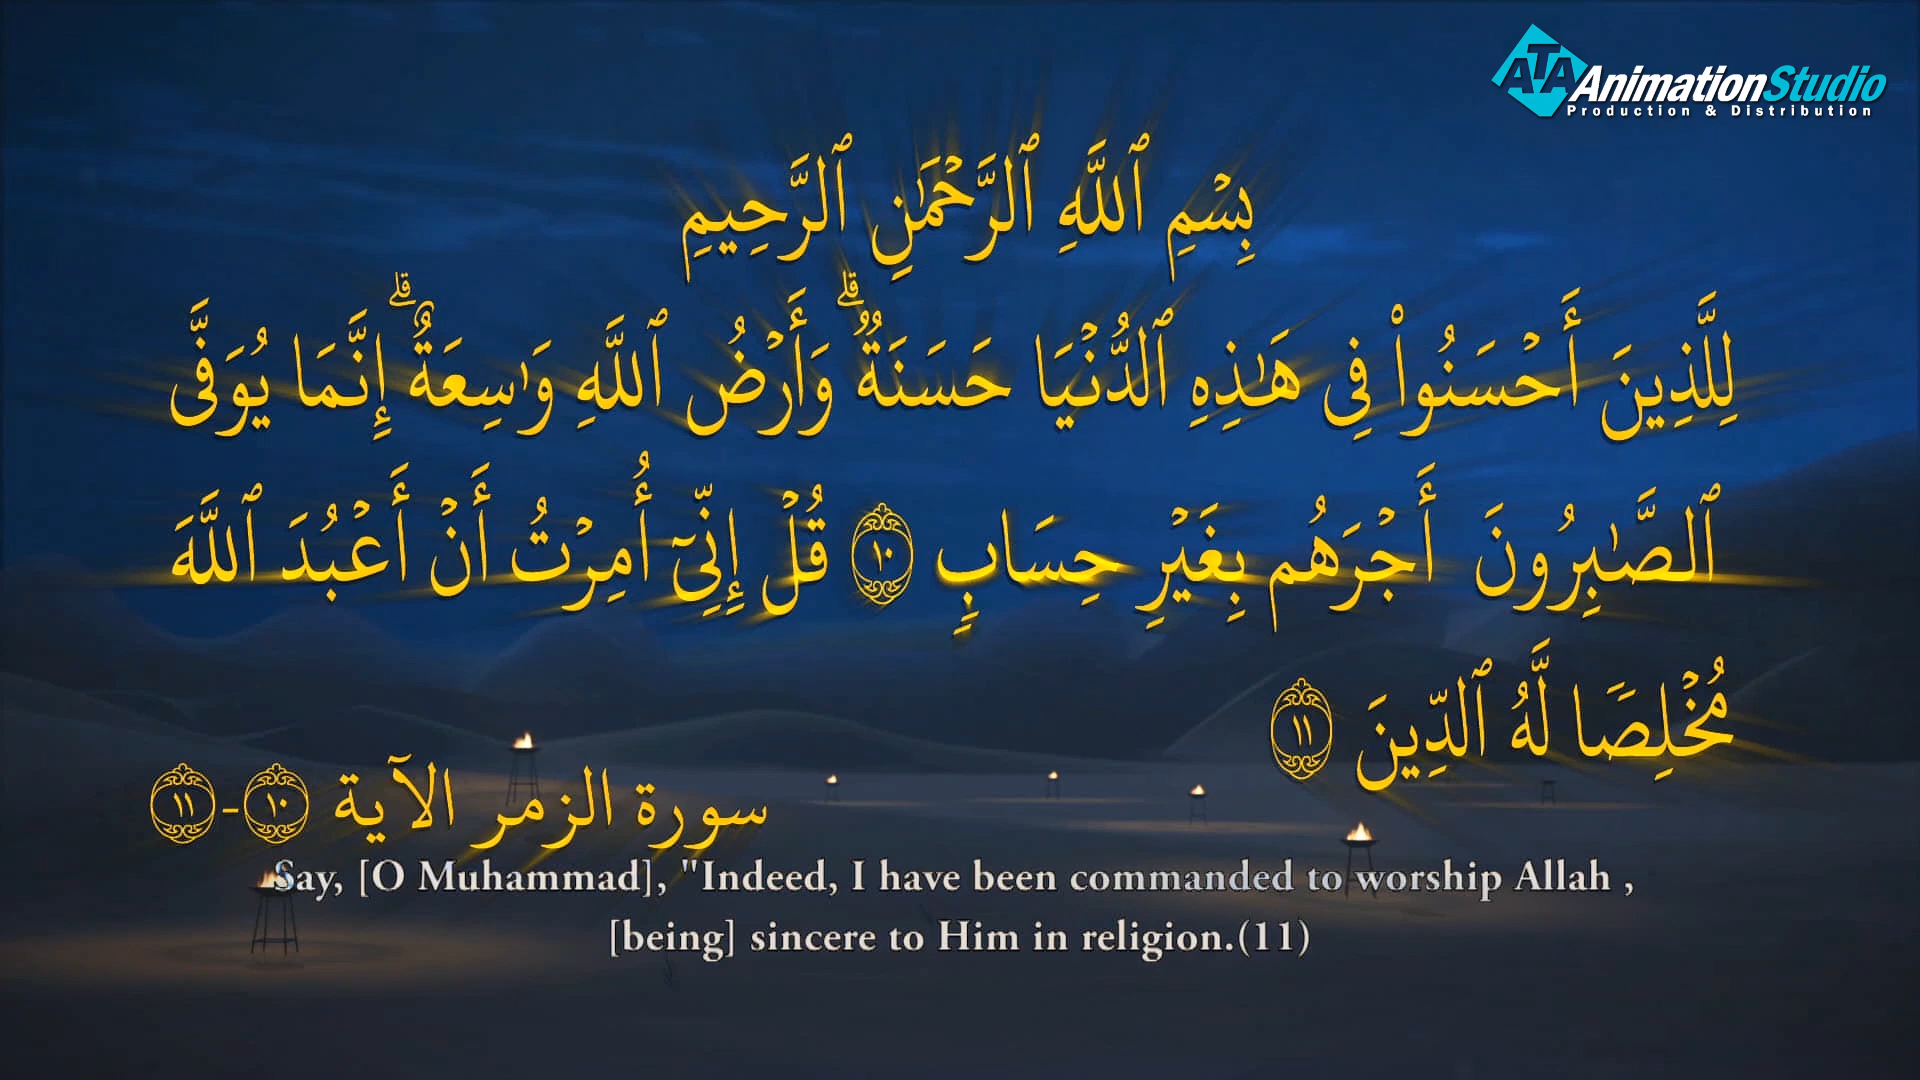 ATA AnimationStudio
Production & Distribution
بِسْمِ ٱللَّهِ ٱلرَّحْمَٰنِ ٱلرَّحِيمِ
لِلَّذِينَ أَحْسَنُوا۟ فِى هَٰذِهِ ٱلدُّنْيَا حَسَنَةٌ ۗ وَأَرْضُ ٱللَّهِ وَٰسِعَةٌ ۗ إِنَّمَا يُوَفَّى
ٱلصَّٰبِرُونَ أَجْرَهُم بِغَيْرِ حِسَابٍ ١٠ قُلْ إِنِّىٓ أُمِرْتُ أَنْ أَعْبُدَ ٱللَّهَ
مُخْلِصًا لَّهُ ٱلدِّينَ ١١
سورة الزمر الآية ١٠-١١
Say, [O Muhammad], "Indeed, I have been commanded to worship Allah ,
[being] sincere to Him in religion.(11)